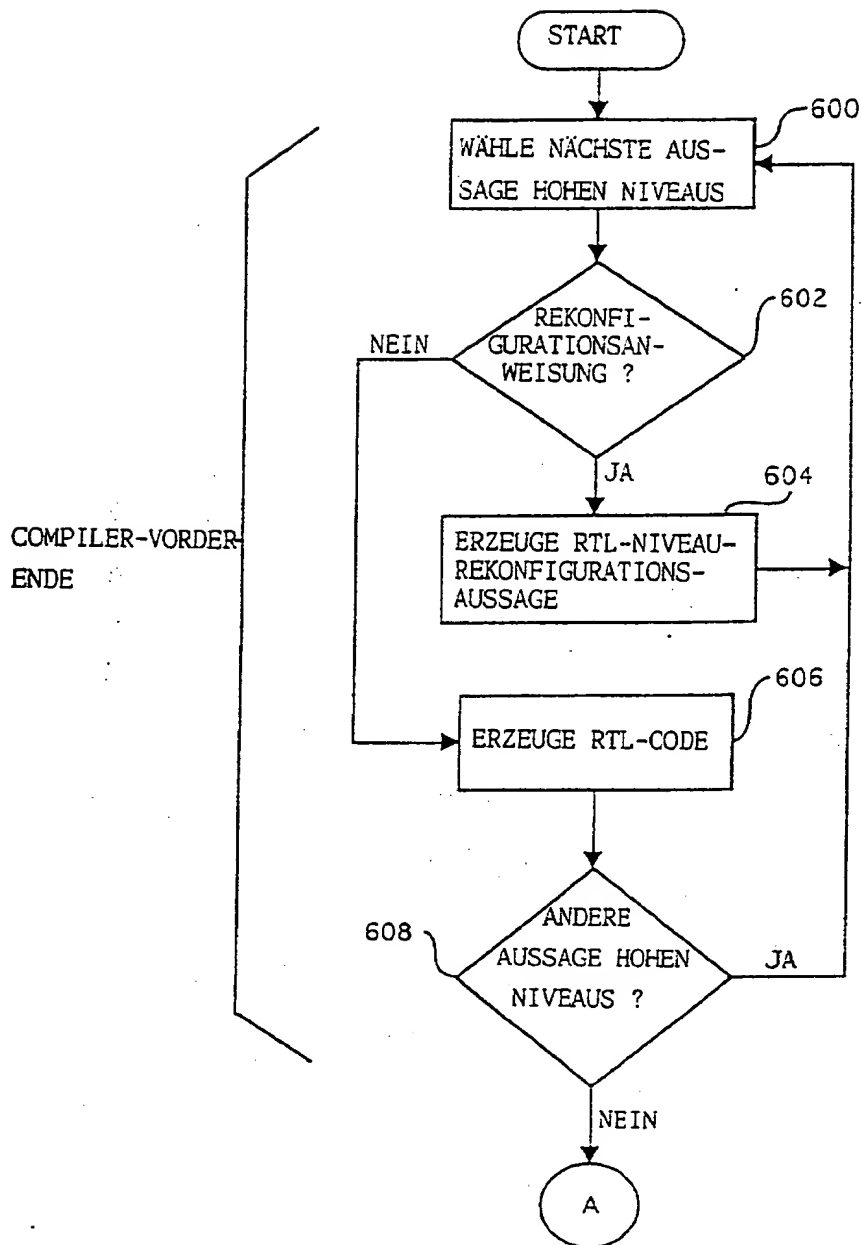 START
600
WÄHLE NÄCHSTE AUS-
SAGE HOHEN NIVEAUS
602
REKONFI-
GURATIONSAN-
WEISUNG ?
NEIN
JA
604
ERZEUGE RTL-NIVEAU-
REKONFIGURATIONS-
AUSSAGE
COMPILER-VORDER-
ENDE
606
ERZEUGE RTL-CODE
608
ANDERE
AUSSAGE HOHEN
NIVEAUS ?
JA
NEIN
A